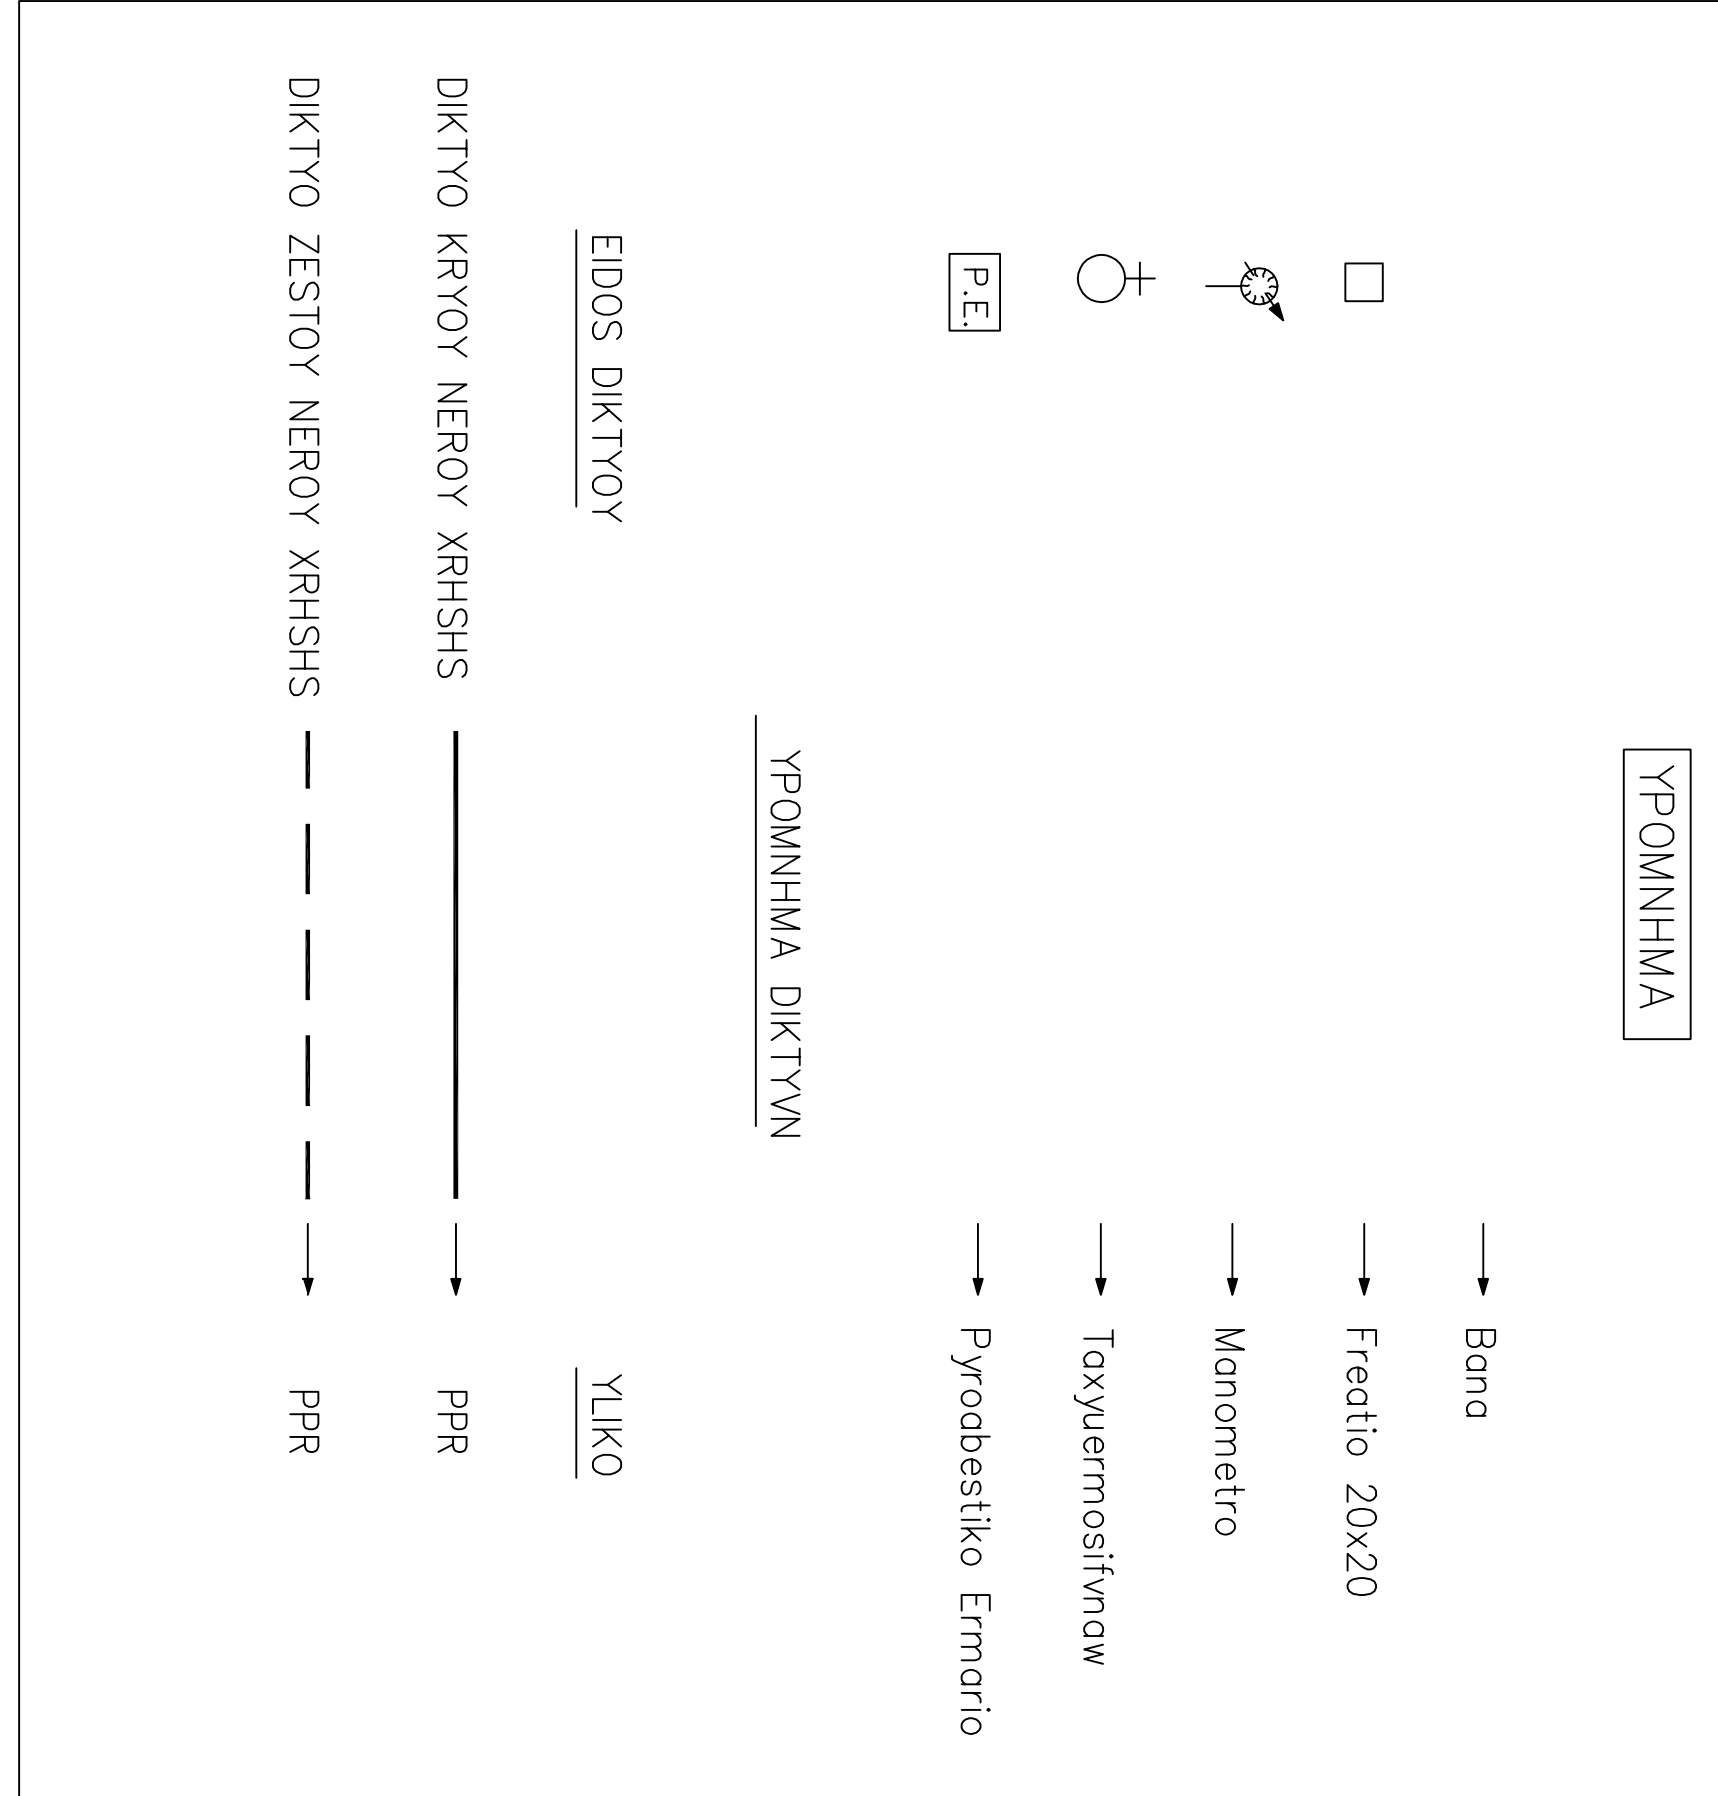 YPOMNHMA
Bana
Freatio 20x20
Manometro
Taxyuermosifvnaw
P.E. Pyroabestiko Ermario
YPOMNHMA DIKTYVN
EIDOS DIKTYOY YLIKO
DIKTYO KRYOY NEROY XRHSHS PPR
DIKTYO ZESTOY NEROY XRHSHS PPR